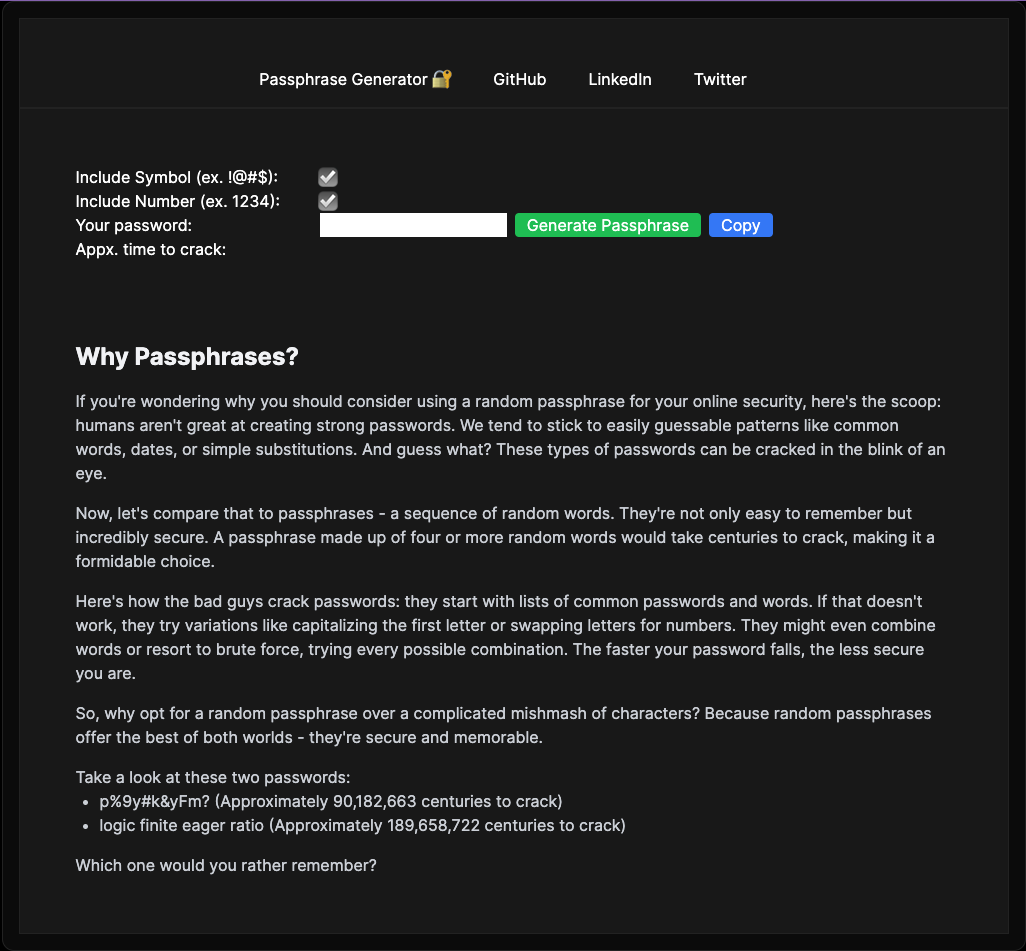 Passphrase Generator 🔐 GitHub LinkedIn Twitter
Include Symbol (ex. !@#$):
Include Number (ex. 1234):
Your password: Generate Passphrase Copy
Appx. time to crack:
Why Passphrases?
If you're wondering why you should consider using a random passphrase for your online security, here's the scoop:
humans aren't great at creating strong passwords. We tend to stick to easily guessable patterns like common
words, dates, or simple substitutions. And guess what? These types of passwords can be cracked in the blink of an
eye.
Now, let's compare that to passphrases - a sequence of random words. They're not only easy to remember but
incredibly secure. A passphrase made up of four or more random words would take centuries to crack, making it a
formidable choice.
Here's how the bad guys crack passwords: they start with lists of common passwords and words. If that doesn't
work, they try variations like capitalizing the first letter or swapping letters for numbers. They might even combine
words or resort to brute force, trying every possible combination. The faster your password falls, the less secure
you are.
So, why opt for a random passphrase over a complicated mishmash of characters? Because random passphrases
offer the best of both worlds - they're secure and memorable.
Take a look at these two passwords:
• p%9y#k&yFm? (Approximately 90,182,663 centuries to crack)
• logic finite eager ratio (Approximately 189,658,722 centuries to crack)
Which one would you rather remember?